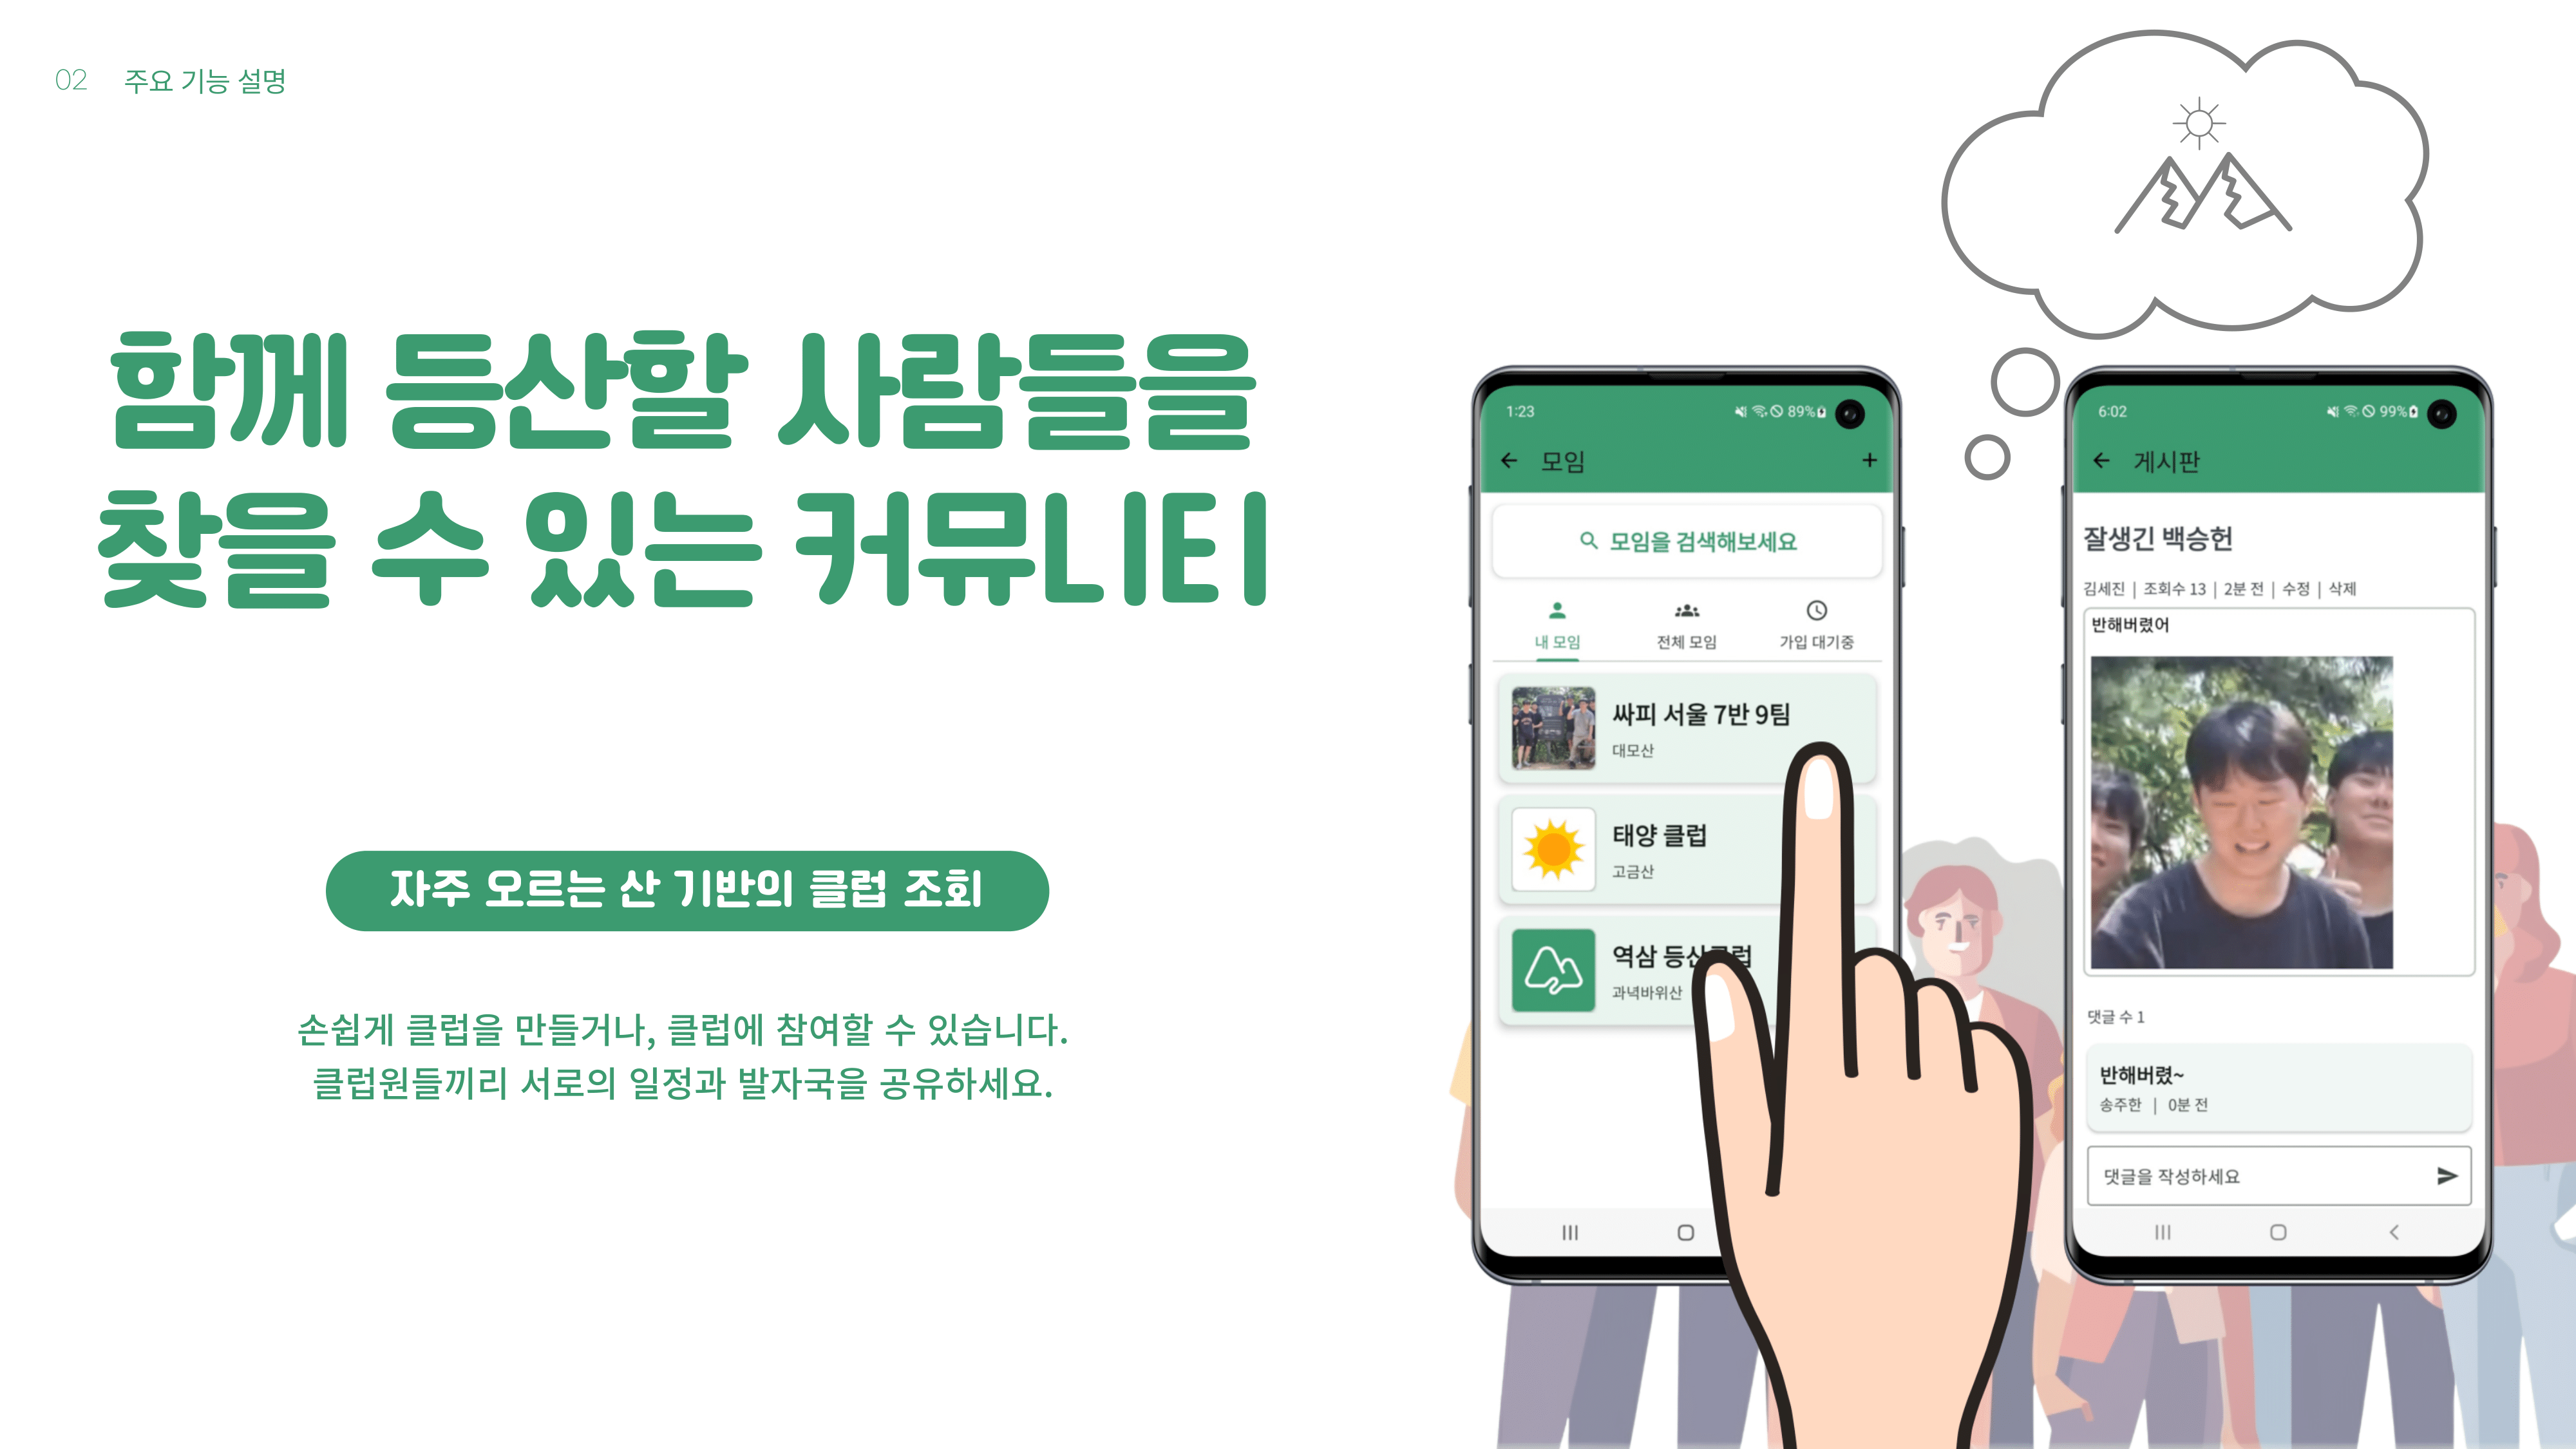 02 주요 기능 설명
함께 등산할 사람들을
찾을 수 있는 커뮤니티
자주 오르는 산 기반의 클럽 조회
손쉽게 클럽을 만들거나, 클럽에 참여할 수 있습니다.
클럽원들끼리 서로의 일정과 발자국을 공유하세요.
1:23 89%
모임
모임을 검색해보세요
내 모임 전체 모임 가입 대기중
싸피 서울 7반 9팀
대모산
태양 클럽
고금산
역삼 등산클럽
과녁바위산
6:02 99%
게시판
잘생긴 백승헌
김세진 | 조회수 13 | 2분 전 | 수정 | 삭제
반해버렸어
댓글 수 1
반해버렸~
송주한 | 0분 전
댓글을 작성하세요